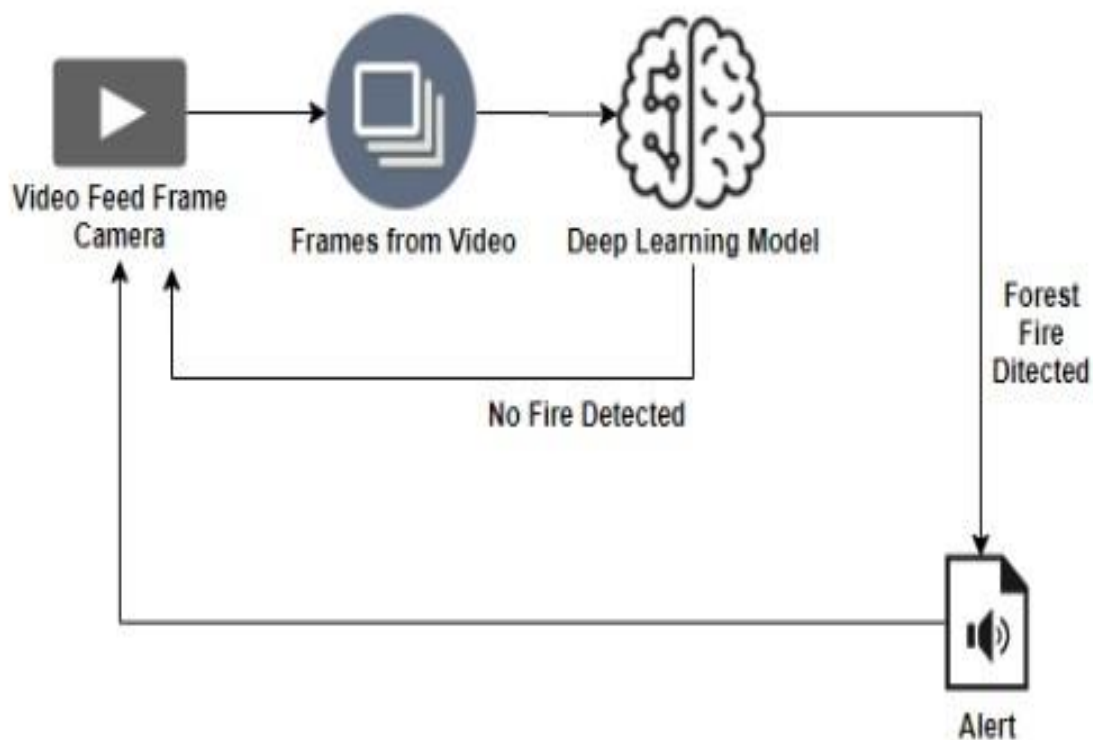 Video Feed Frame
Camera
Frames from Video
Deep Learning Model
Forest
Fire
Ditected
No Fire Detected
Alert